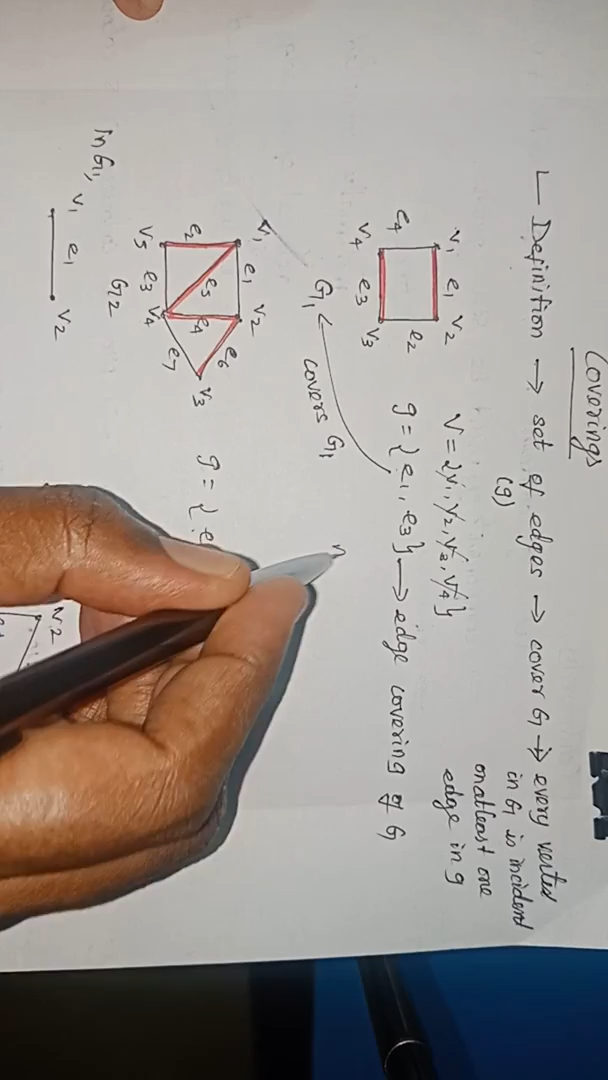 Coverings
└ Definition → set of edges → cover G → every vertex
(g)
in G is incident
on atleast one
edge in g
v1 e1 v2
e4 e2
v4 e3 v3
V = {v1, v2, v3, v4}
g = {e1, e3} → edge covering of G
G1
covers G1
v1 e1 v2
e2 e5 e4 e6
v5 e3 v4 e7 v3
G2
g = { e
In G1,
v1 e1 v2
v2